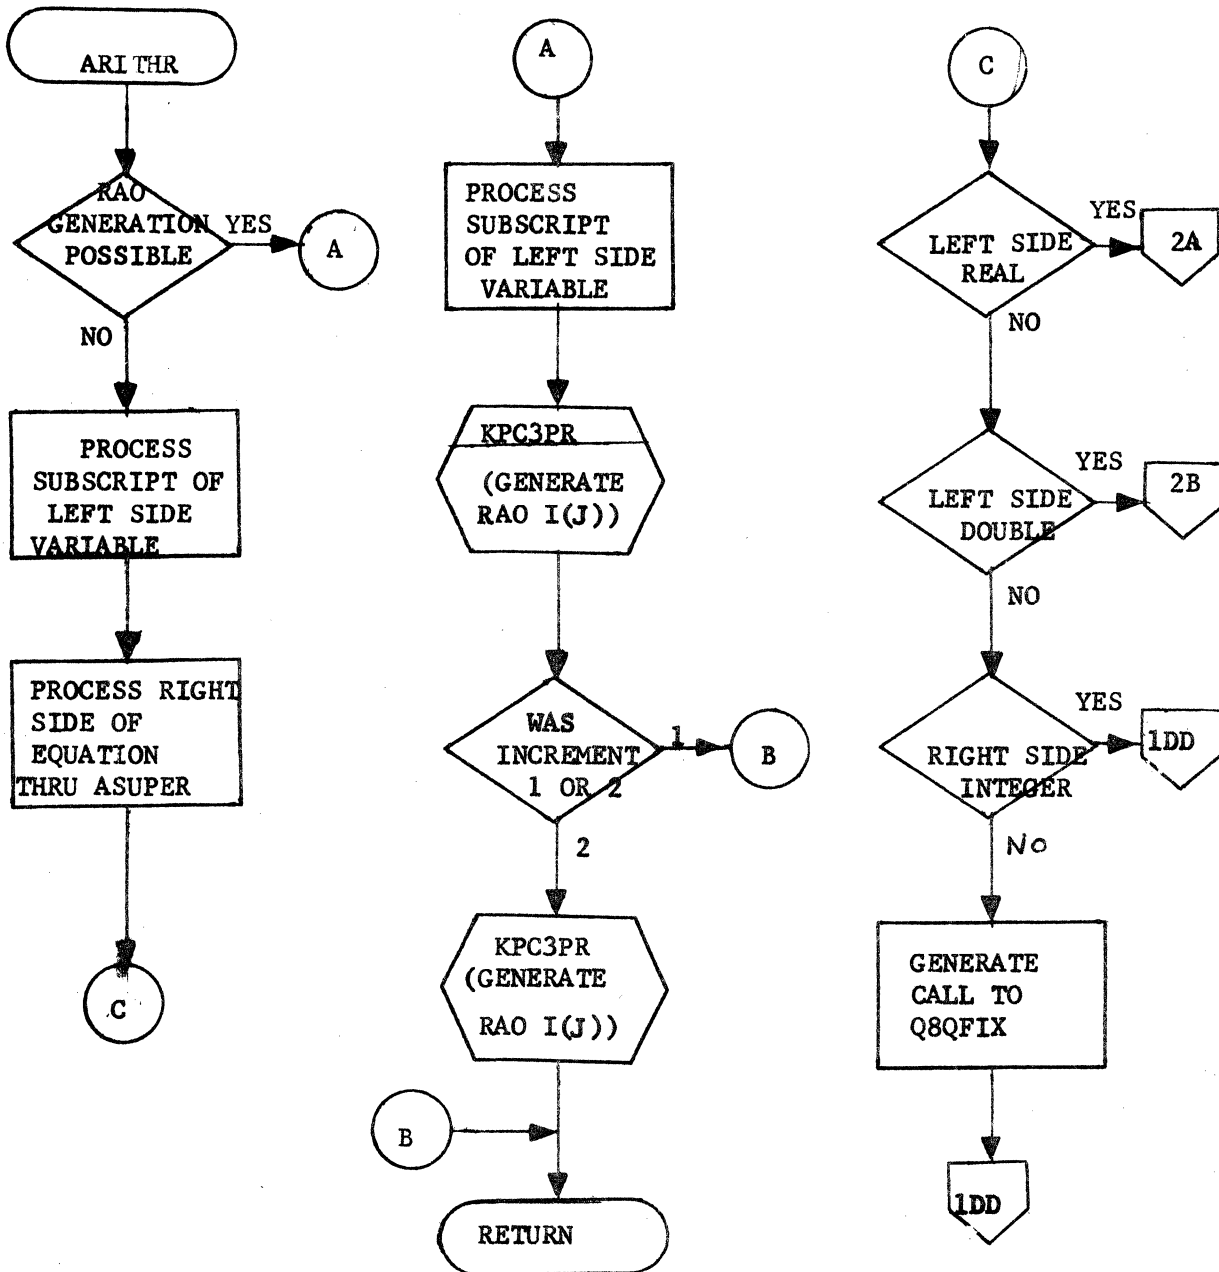 ARITHR
RAO
GENERATION
POSSIBLE
YES
A
NO
PROCESS
SUBSCRIPT OF
LEFT SIDE
VARIABLE
PROCESS RIGHT
SIDE OF
EQUATION
THRU ASUPER
C
A
PROCESS
SUBSCRIPT
OF LEFT SIDE
VARIABLE
KPC3PR
(GENERATE
RAO I(J))
WAS
INCREMENT
1 OR 2
1
B
2
KPC3PR
(GENERATE
RAO I(J))
B
RETURN
C
LEFT SIDE
REAL
YES
2A
NO
LEFT SIDE
DOUBLE
YES
2B
NO
RIGHT SIDE
INTEGER
YES
1DD
NO
GENERATE
CALL TO
Q8QFIX
1DD